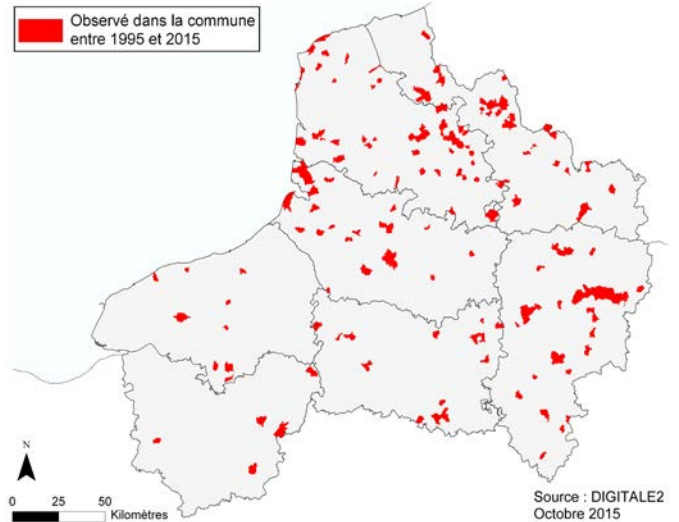 Observé dans la commune
entre 1995 et 2015
N
0 25 50
Kilomètres
Source : DIGITALE2
Octobre 2015